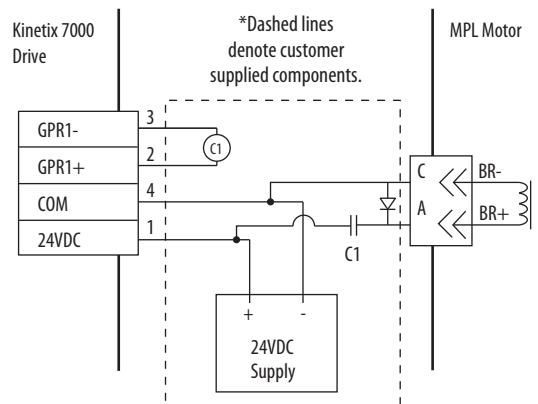 Kinetix 7000
Drive
*Dashed lines
denote customer
supplied components.
MPL Motor
GPR1-
3
C1
GPR1+
2
COM
4
24VDC
1
C
BR-
A
BR+
C1
+
-
24VDC
Supply